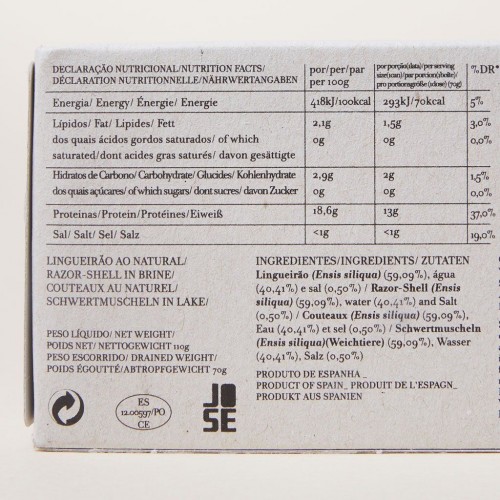 DECLARAÇÃO NUTRICIONAL/NUTRITION FACTS/ por/per/par por porção(lata)/per serving %DR*
DÉCLARATION NUTRITIONNELLE/NÄHRWERTANGABEN per 100g size(1can)/par porcion(1boîte)/
pro portionsgröße (1dose) (70g)
Energia/ Energy/ Énergie/ Energie 418kJ/100kcal 293kJ/70kcal 5%
Lípidos/ Fat/ Lipides/ Fett 2,1g 1,5g 3,0%
dos quais ácidos gordos saturados/ of which 0g 0g 0,0%
saturated/dont acides gras saturés/ davon gesättigte
Hidratos de Carbono/ Carbohydrate/ Glucides/ Kohlenhydrate 2,9g 2g 1,5%
dos quais açúcares/ of which sugars/ dont sucres/ davon Zucker 0g 0g 0,0%
Proteinas/Protein/Protéines/Eiweiß 18,6g 13g 37,0%
Sal/ Salt/ Sel/ Salz <1g <1g 19,0%
LINGUEIRÃO AO NATURAL/
RAZOR-SHELL IN BRINE/
COUTEAUX AU NATUREL/
SCHWERTMUSCHELN IN LAKE/
PESO LÍQUIDO/ NET WEIGHT/
POIDS NET/ NETTOGEWICHT 110g
PESO ESCORRIDO/ DRAINED WEIGHT/
POIDS ÉGOUTTÉ/ABTROPFGEWICHT 70g
ES
12.00597/PO
CE
JO
SE
INGREDIENTES/INGREDIENTS/ ZUTATEN
Lingueirão (Ensis siliqua) (59,09%), água
(40,41%) e sal (0,50%) / Razor-Shell (Ensis
siliqua) (59,09%), water (40,41%) and Salt
(0,50%) / Couteaux (Ensis siliqua) (59,09%),
Eau (40,41%) et sel (0,50%) / Schwertmuscheln
(Ensis siliqua)(Weichtiere) (59,09%), Wasser
(40,41%), Salz (0,50%)
PRODUTO DE ESPANHA _
PRODUCT OF SPAIN_ PRODUIT DE L'ESPAGN_
PRODUKT AUS SPANIEN